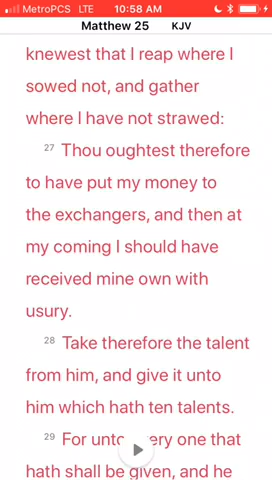 MetroPCS LTE 10:58 AM
Matthew 25 KJV
knewest that I reap where I
sowed not, and gather
where I have not strawed:
27 Thou oughtest therefore
to have put my money to
the exchangers, and then at
my coming I should have
received mine own with
usury.
28 Take therefore the talent
from him, and give it unto
him which hath ten talents.
29 For unto every one that
hath shall be given, and he